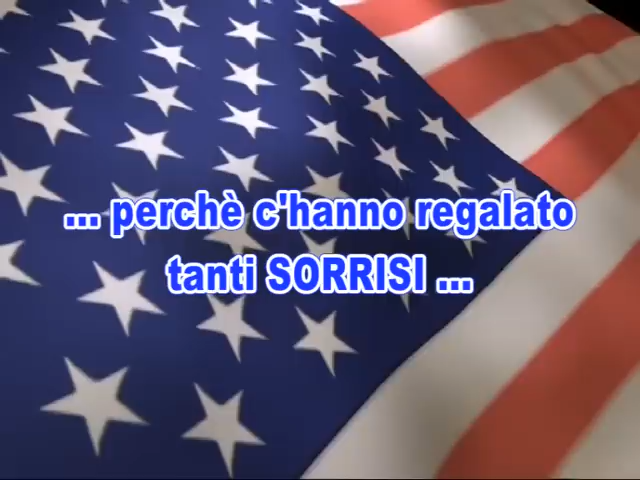 ... perchè c'hanno regalato
tanti SORRISI ...